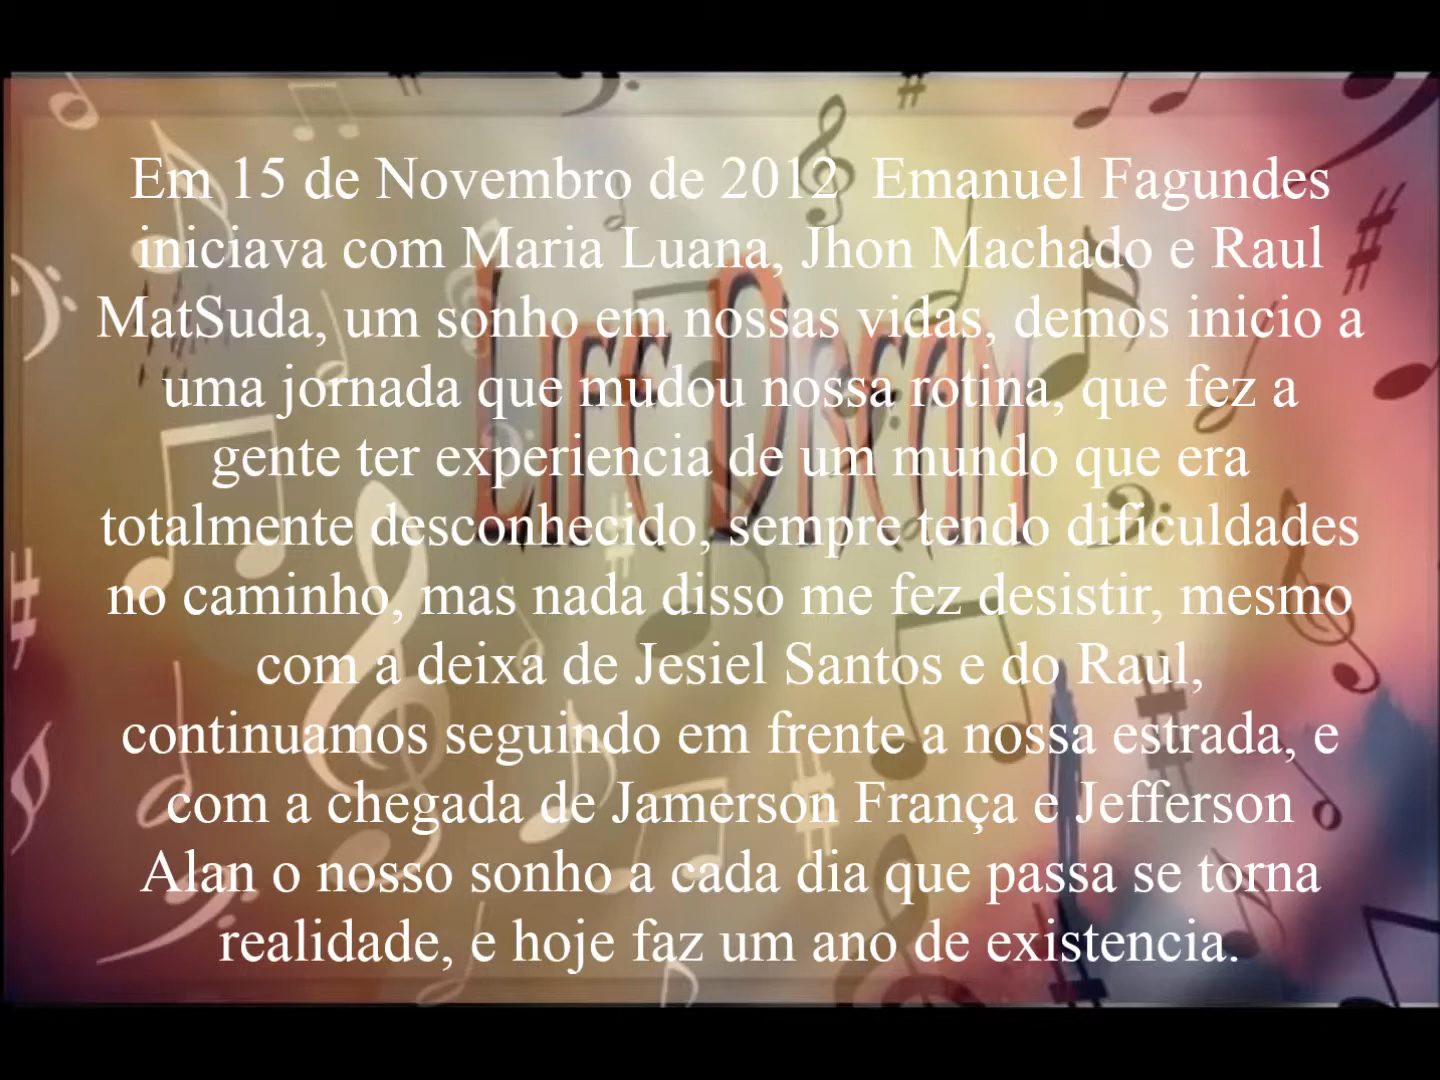 Em 15 de Novembro de 2012 Emanuel Fagundes
iniciava com Maria Luana, Jhon Machado e Raul
MatSuda, um sonho em nossas vidas, demos inicio a
uma jornada que mudou nossa rotina, que fez a
gente ter experiencia de um mundo que era
totalmente desconhecido, sempre tendo dificuldades
no caminho, mas nada disso me fez desistir, mesmo
com a deixa de Jesiel Santos e do Raul,
continuamos seguindo em frente a nossa estrada, e
com a chegada de Jamerson França e Jefferson
Alan o nosso sonho a cada dia que passa se torna
realidade, e hoje faz um ano de existencia.
Life Dream